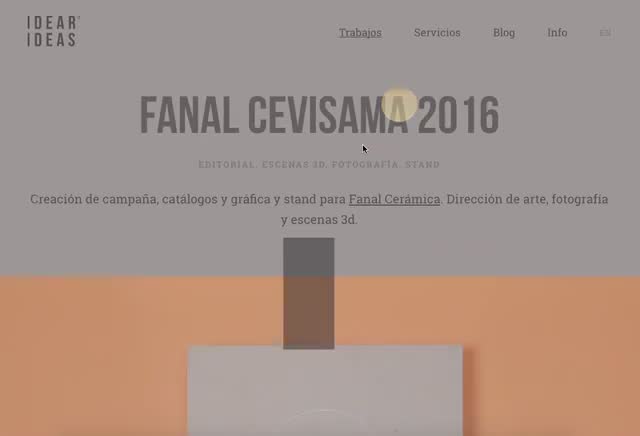 IDEAR®
IDEAS
Trabajos Servicios Blog Info EN
FANAL CEVISAMA 2016
EDITORIAL, ESCENAS 3D, FOTOGRAFÍA, STAND
Creación de campaña, catálogos y gráfica y stand para Fanal Cerámica. Dirección de arte, fotografía
y escenas 3d.